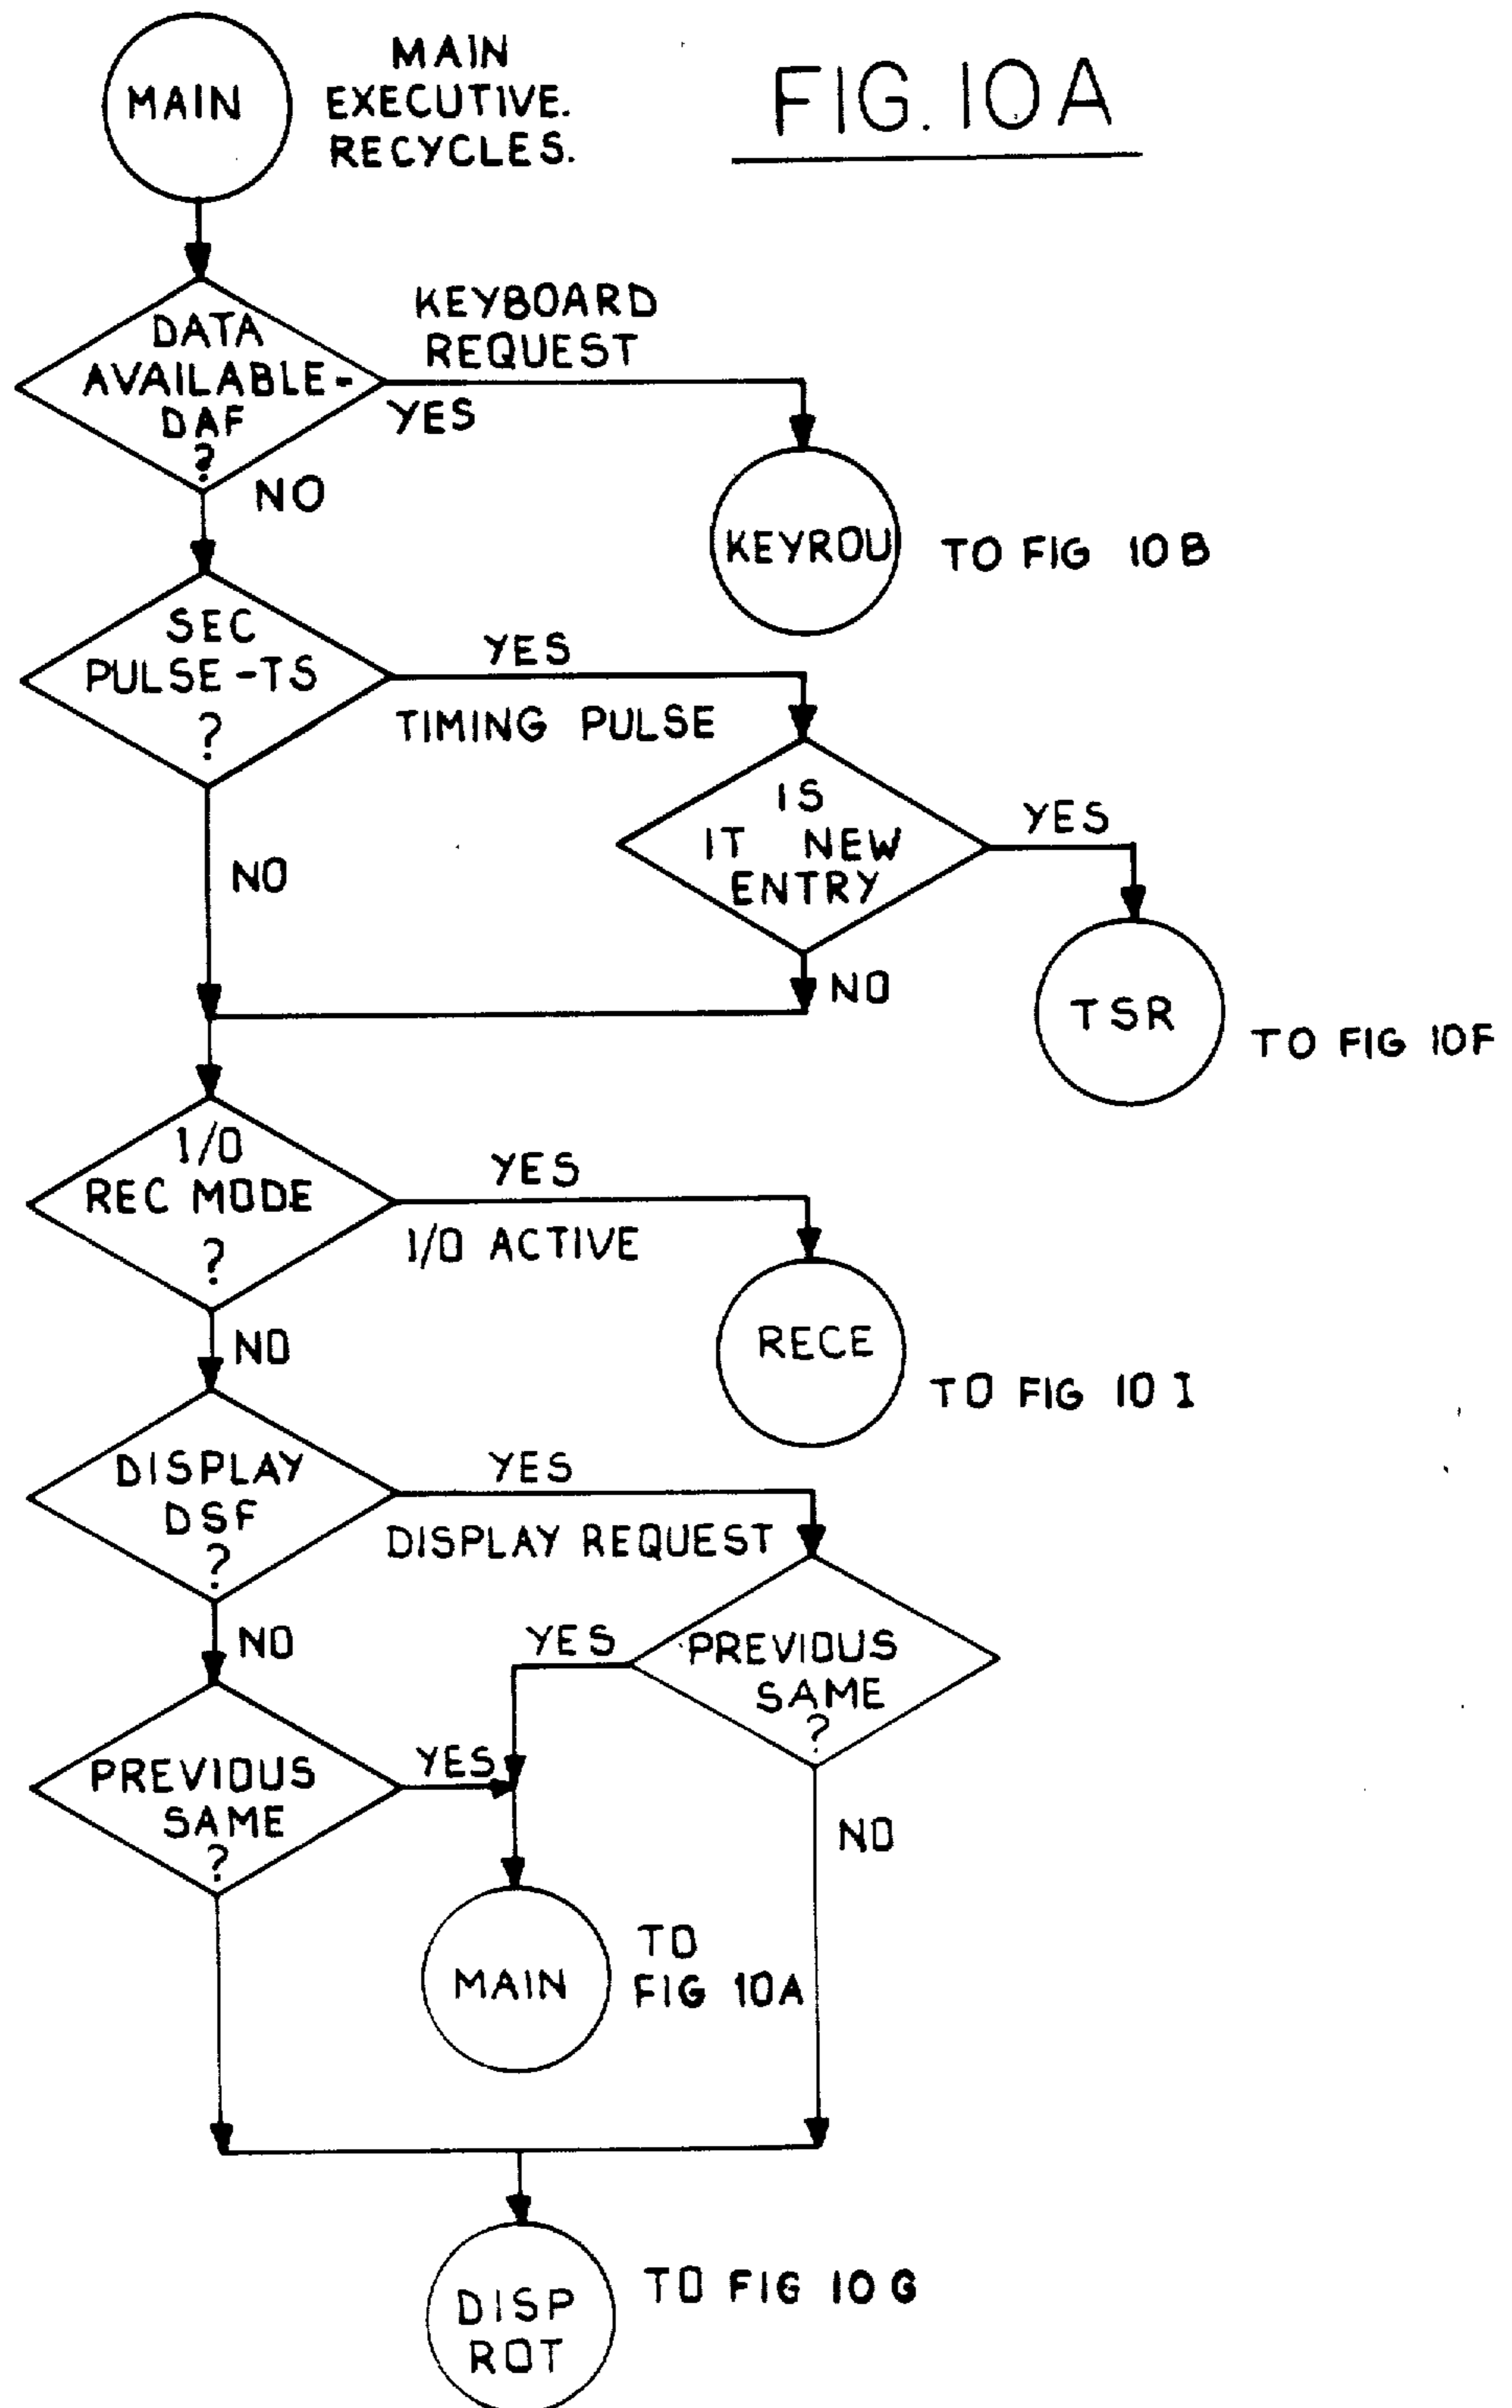 MAIN
MAIN
EXECUTIVE.
RECYCLES.
FIG. 10A
DATA
AVAILABLE-
DAF
?
KEYBOARD
REQUEST
YES
NO
KEYROU
TO FIG 10B
SEC
PULSE-TS
?
YES
TIMING PULSE
IS
IT NEW
ENTRY
YES
NO
NO
TSR
TO FIG 10F
I/O
REC MODE
?
YES
I/O ACTIVE
NO
RECE
TO FIG 10 I
DISPLAY
DSF
?
YES
DISPLAY REQUEST
NO
YES
PREVIOUS
SAME
?
PREVIOUS
SAME
?
YES
NO
MAIN
TO
FIG 10A
DISP
ROT
TO FIG 10G